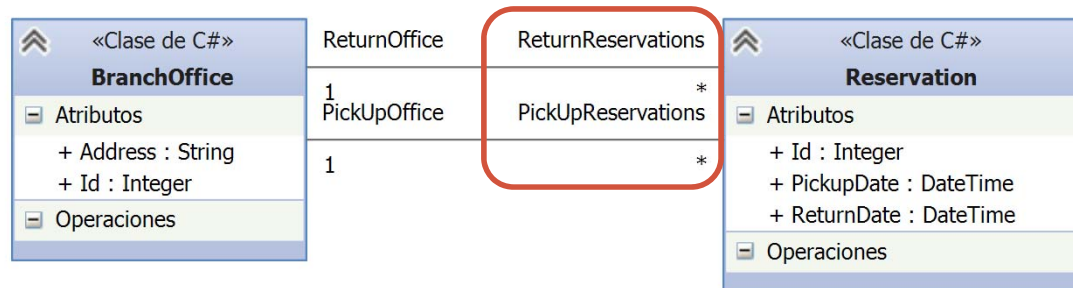 «Clase de C#»
BranchOffice
Atributos
+ Address : String
+ Id : Integer
Operaciones
ReturnOffice
ReturnReservations
1
*
PickUpOffice
PickUpReservations
1
*
«Clase de C#»
Reservation
Atributos
+ Id : Integer
+ PickupDate : DateTime
+ ReturnDate : DateTime
Operaciones